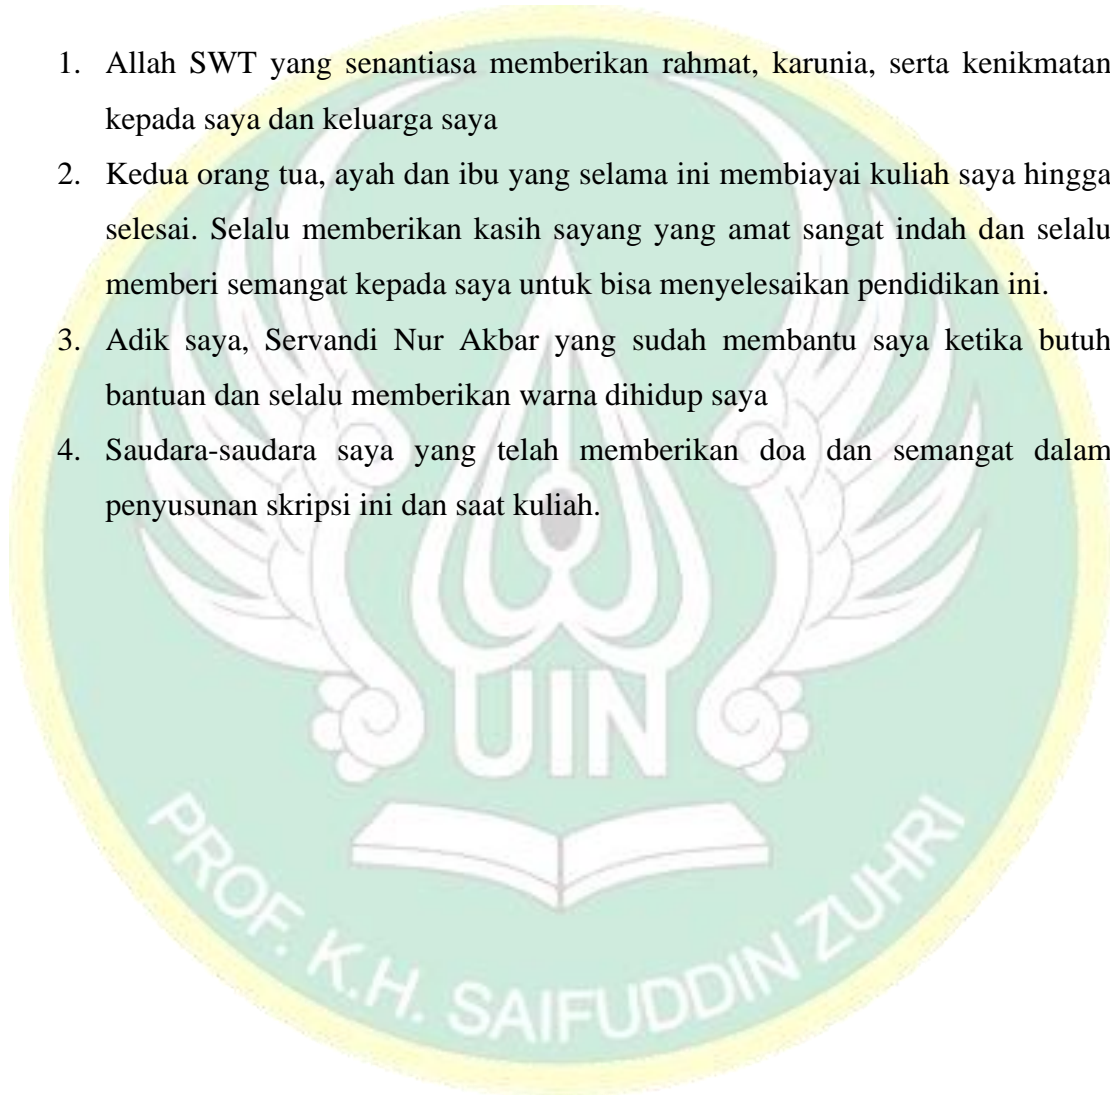 1. Allah SWT yang senantiasa memberikan rahmat, karunia, serta kenikmatan
kepada saya dan keluarga saya
2. Kedua orang tua, ayah dan ibu yang selama ini membiayai kuliah saya hingga
selesai. Selalu memberikan kasih sayang yang amat sangat indah dan selalu
memberi semangat kepada saya untuk bisa menyelesaikan pendidikan ini.
3. Adik saya, Servandi Nur Akbar yang sudah membantu saya ketika butuh
bantuan dan selalu memberikan warna dihidup saya
4. Saudara-saudara saya yang telah memberikan doa dan semangat dalam
penyusunan skripsi ini dan saat kuliah.
UIN
PROF. K.H. SAIFUDDIN ZUHRI